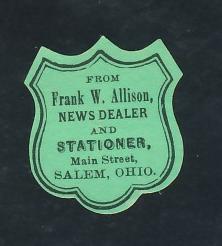 FROM
Frank W. Allison,
NEWS DEALER
AND
STATIONER,
Main Street,
SALEM, OHIO.